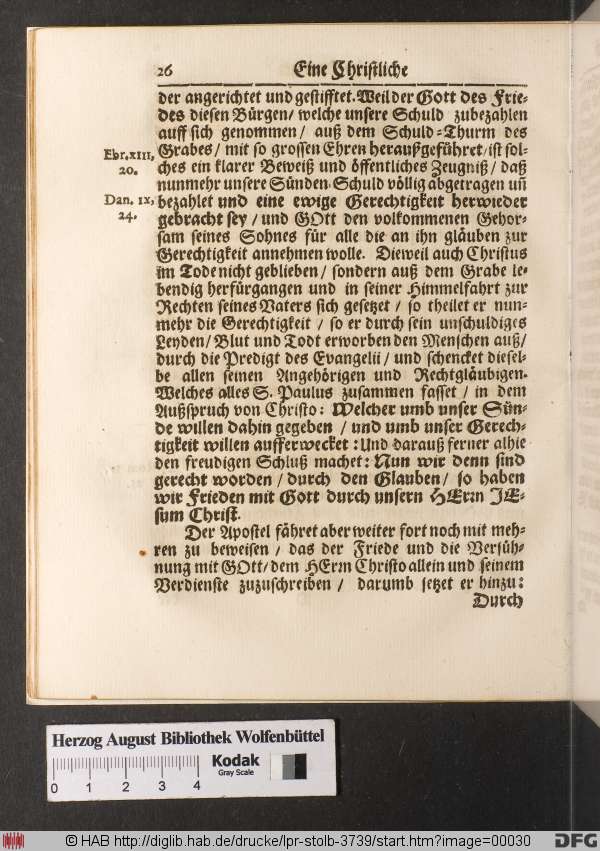 26 Eine Christliche
der angerichtet und gestifftet. Weil der Gott des Frie-
des diesen Bürgen/ welche unsere Schuld zubezahlen
auff sich genommen/ auß dem Schuld-Thurm des
Grabes/ mit so grossen Ehren heraußgeführet/ ist sol-
ches ein klarer Beweiß und öffentliches Zeugniß/ daß
nunmehr unsere Sünden-Schuld völlig abgetragen uñ
bezahlet und eine ewige Gerechtigkeit herwieder
gebracht sey/ und GOtt den volkommenen Gehor-
sam seines Sohnes für alle die an ihn gläuben zur
Gerechtigkeit annehmen wolle. Dieweil auch Christus
im Tode nicht geblieben/ sondern auß dem Grabe le-
bendig herfürgangen und in seiner Himmelfahrt zur
Rechten seines Vaters sich gesetzet/ so theilet er nun-
mehr die Gerechtigkeit/ so er durch sein unschuldiges
Leyden/ Blut und Todt erworben den Menschen auß/
durch die Predigt des Evangelii/ und schencket diesel-
be allen seinen Angehörigen und Rechtgläubigen.
Welches alles S. Paulus zusammen fasset/ in dem
Außspruch von Christo: Welcher umb unser Sün-
de willen dahin gegeben/ und umb unser Gerech-
tigkeit willen aufferwecket: Und darauß ferner alhie
den freudigen Schluß machet: Nun wir denn sind
gerecht worden/ durch den Glauben/ so haben
wir Frieden mit Gott durch unsern HErrn JE-
sum Christ.
Der Apostel fähret aber weiter fort noch mit meh-
ren zu beweisen/ das der Friede und die Versüh-
nung mit GOtt/ dem HErrn Christo allein und seinem
Verdienste zuzuschreiben/ darumb setzet er hinzu:
Durch
Ebr. XIII,
20.
Dan. IX,
24.
Herzog August Bibliothek Wolfenbüttel
Kodak
Gray Scale
0 1 2 3 4
© HAB http://diglib.hab.de/drucke/lpr-stolb-3739/start.htm?image=00030
DFG